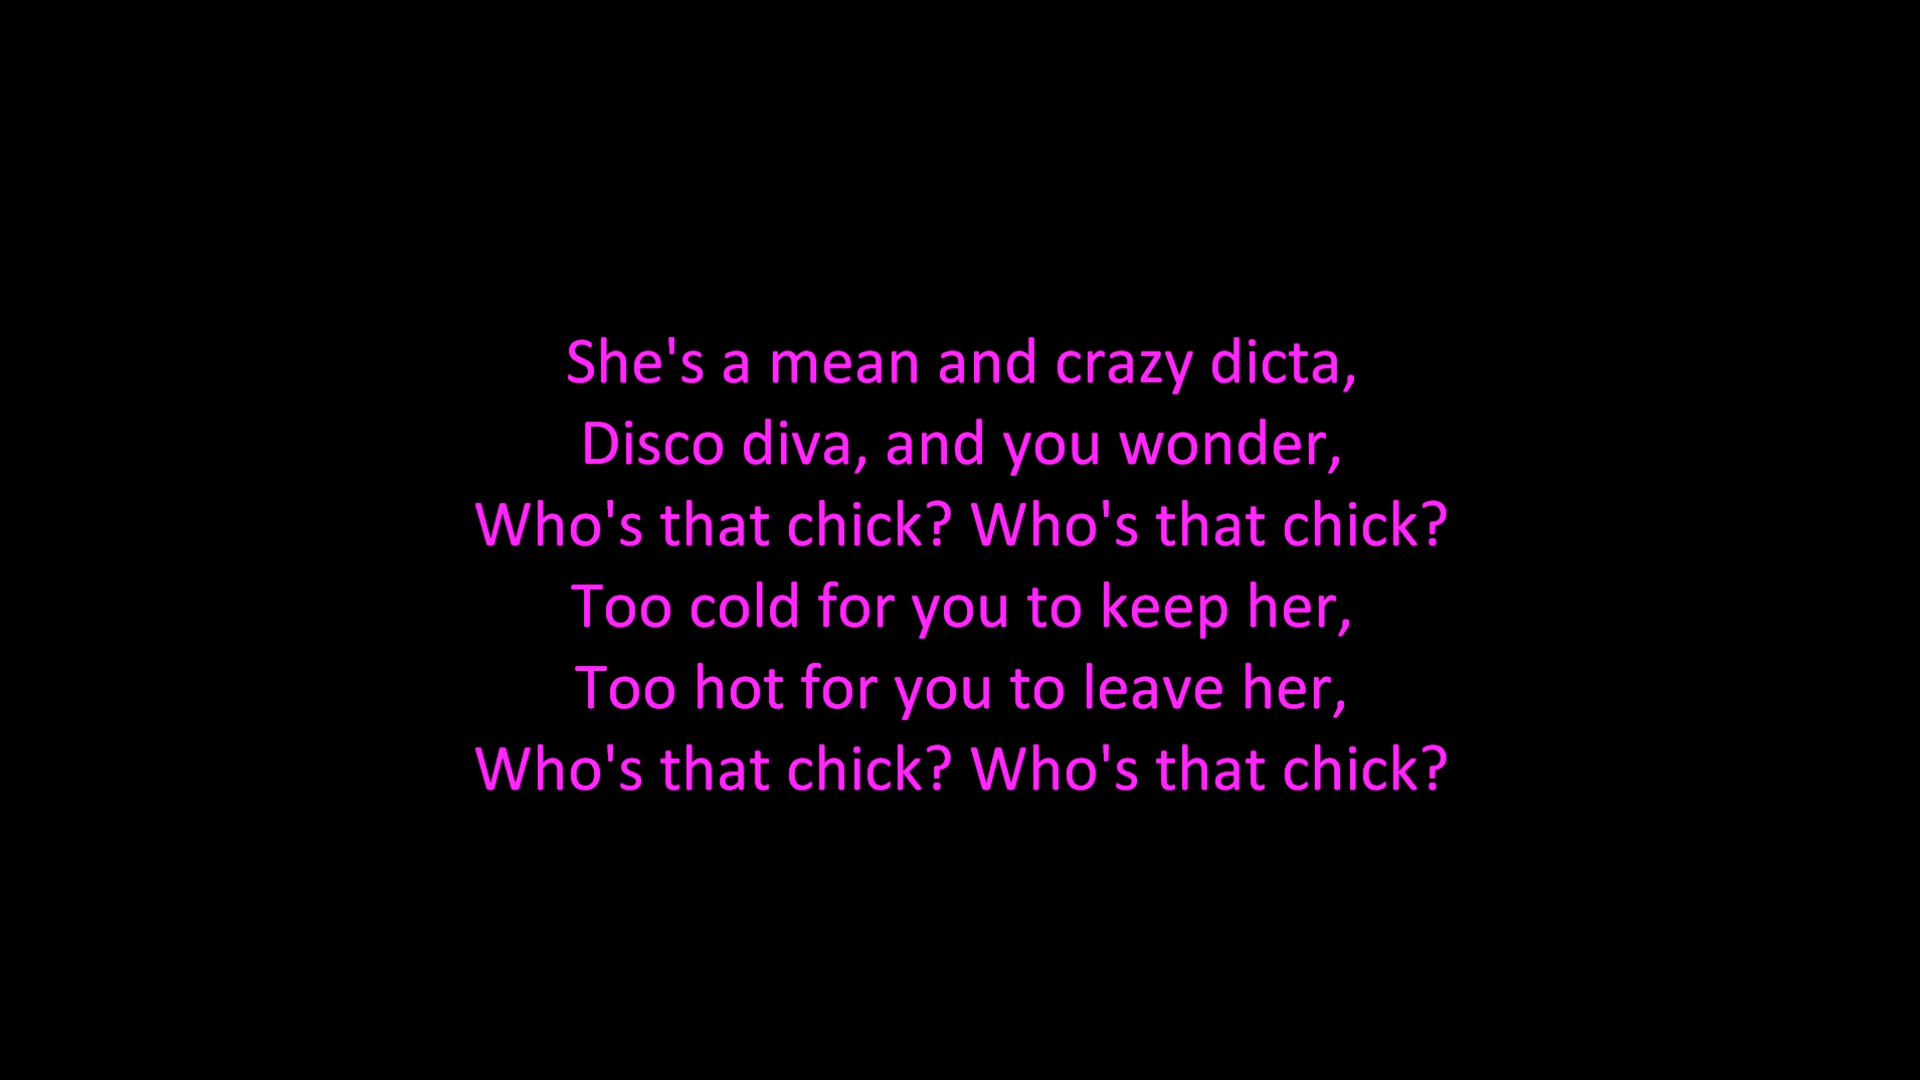 She's a mean and crazy dicta,
Disco diva, and you wonder,
Who's that chick? Who's that chick?
Too cold for you to keep her,
Too hot for you to leave her,
Who's that chick? Who's that chick?